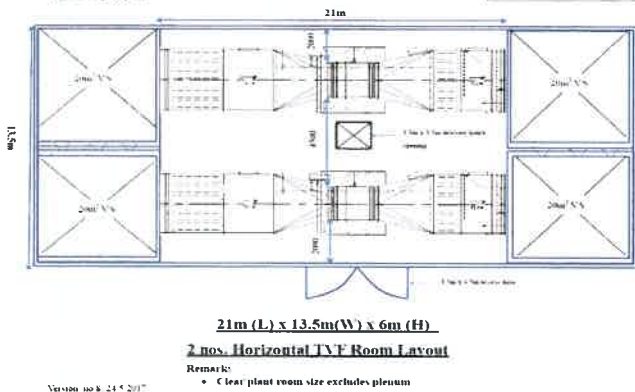 21m
2000
20m² VS
20m² VS
13.5m
4500
20m² VS
20m² VS
2000
21m (L) x 13.5m(W) x 6m (H)
2 nos. Horizontal TVF Room Layout
Remark:
• Clear plant room size excludes plenum
Version no 8 24.5.2017